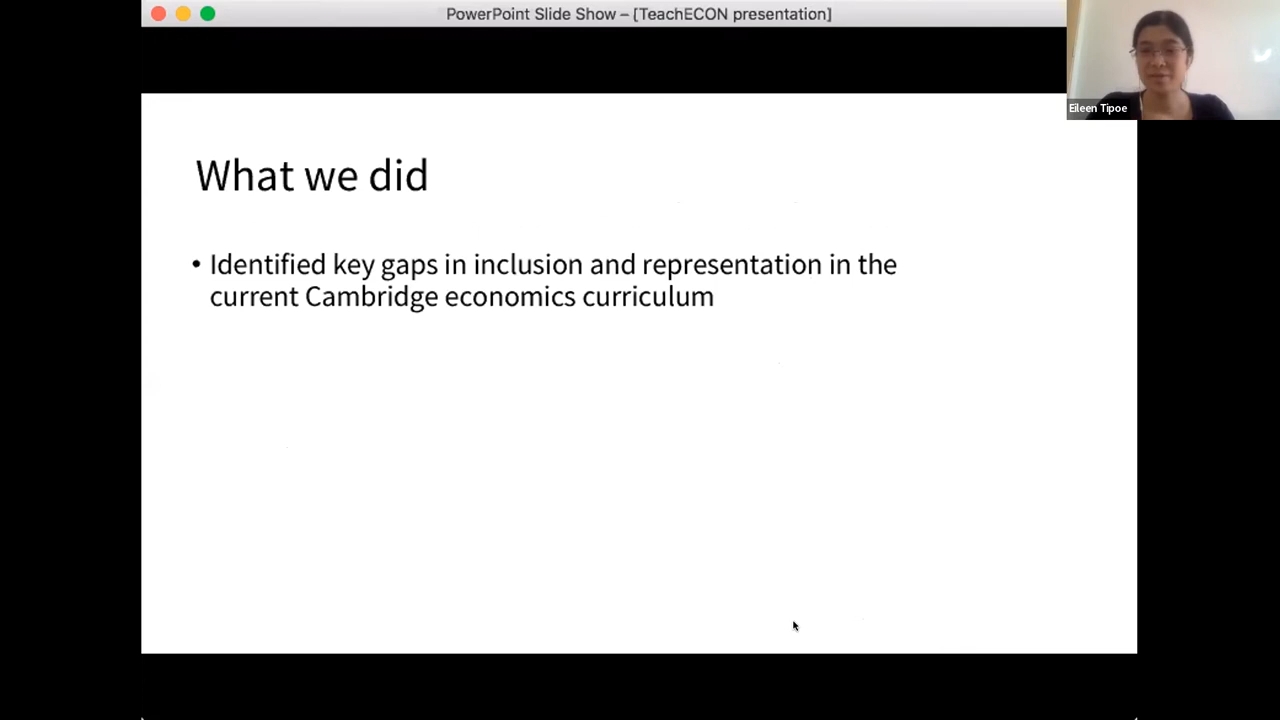 PowerPoint Slide Show – [TeachECON presentation]
Eileen Tipoe
What we did
• Identified key gaps in inclusion and representation in the
current Cambridge economics curriculum